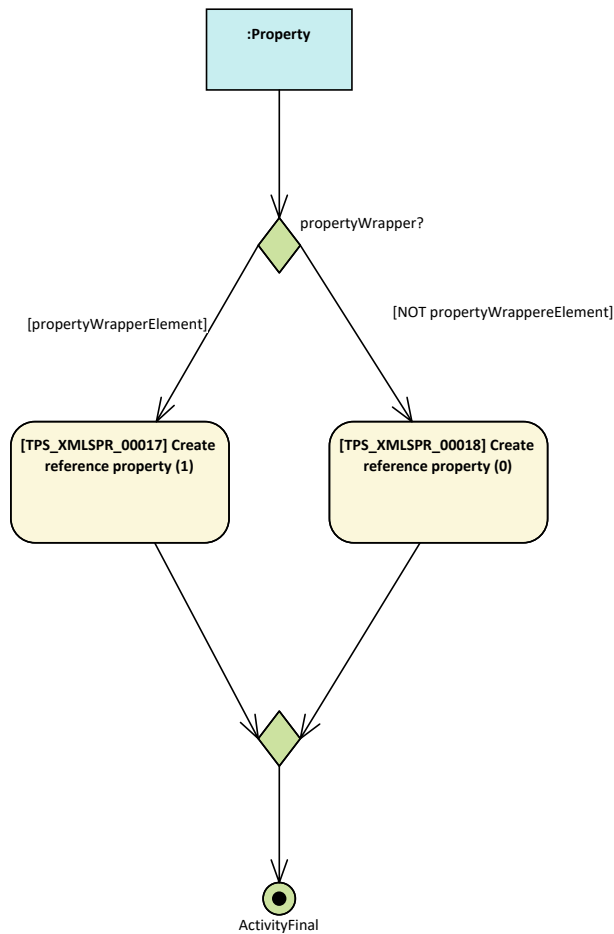 :Property
propertyWrapper?
[propertyWrapperElement]
[NOT propertyWrappereElement]
[TPS_XMLSPR_00017] Create
reference property (1)
[TPS_XMLSPR_00018] Create
reference property (0)
ActivityFinal